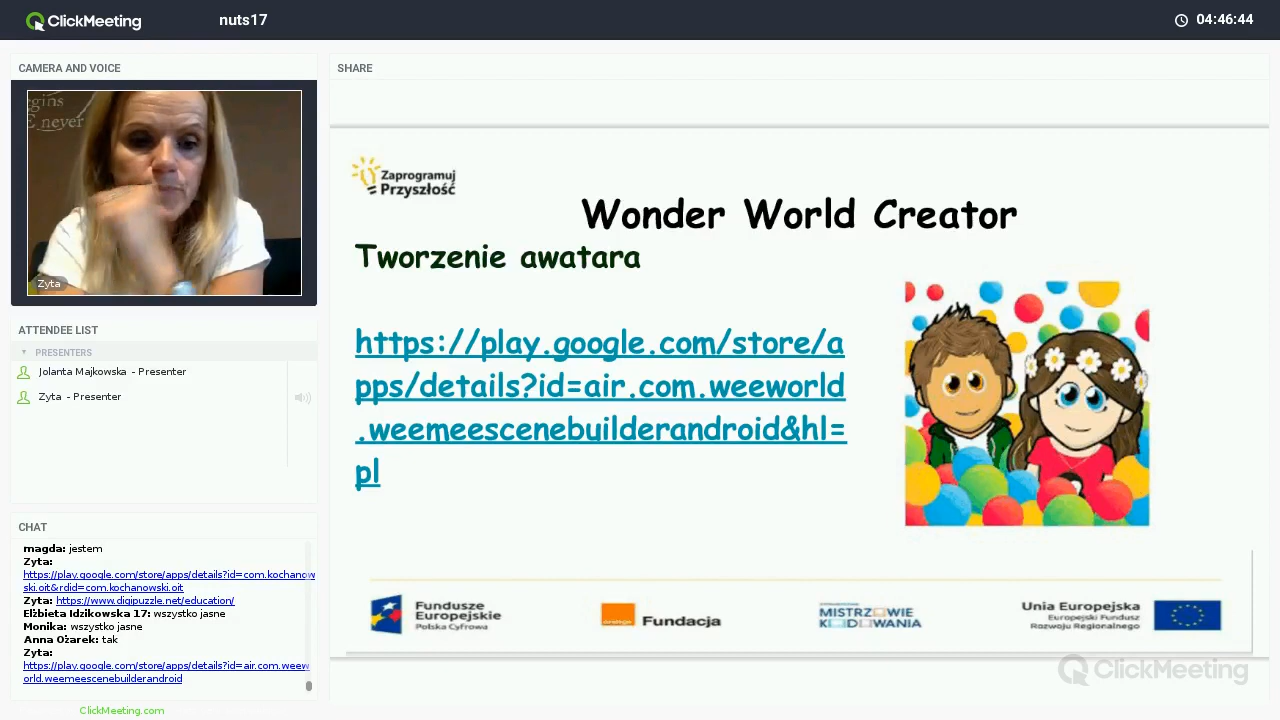 ClickMeeting
nuts17
04:46:44
CAMERA AND VOICE
Zyta
ATTENDEE LIST
PRESENTERS
Jolanta Majkowska - Presenter
Zyta - Presenter
CHAT
magda: jestem
Zyta:
https://play.google.com/store/apps/details?id=com.kochanow
ski.oit&rdid=com.kochanowski.oit
Zyta: https://www.digipuzzle.net/education/
Elżbieta Idzikowska 17: wszystko jasne
Monika: wszystko jasne
Anna Ożarek: tak
Zyta:
https://play.google.com/store/apps/details?id=air.com.weew
orld.weemeescenebuilderandroid
ClickMeeting.com
SHARE
Zaprogramuj
Przyszłość
Wonder World Creator
Tworzenie awatara
https://play.google.com/store/a
pps/details?id=air.com.weeworld
.weemeescenebuilderandroid&hl=
pl
Fundusze
Europejskie
Polska Cyfrowa
Fundacja
MISTRZOWIE
KODOWANIA
Unia Europejska
Europejski Fundusz
Rozwoju Regionalnego
ClickMeeting